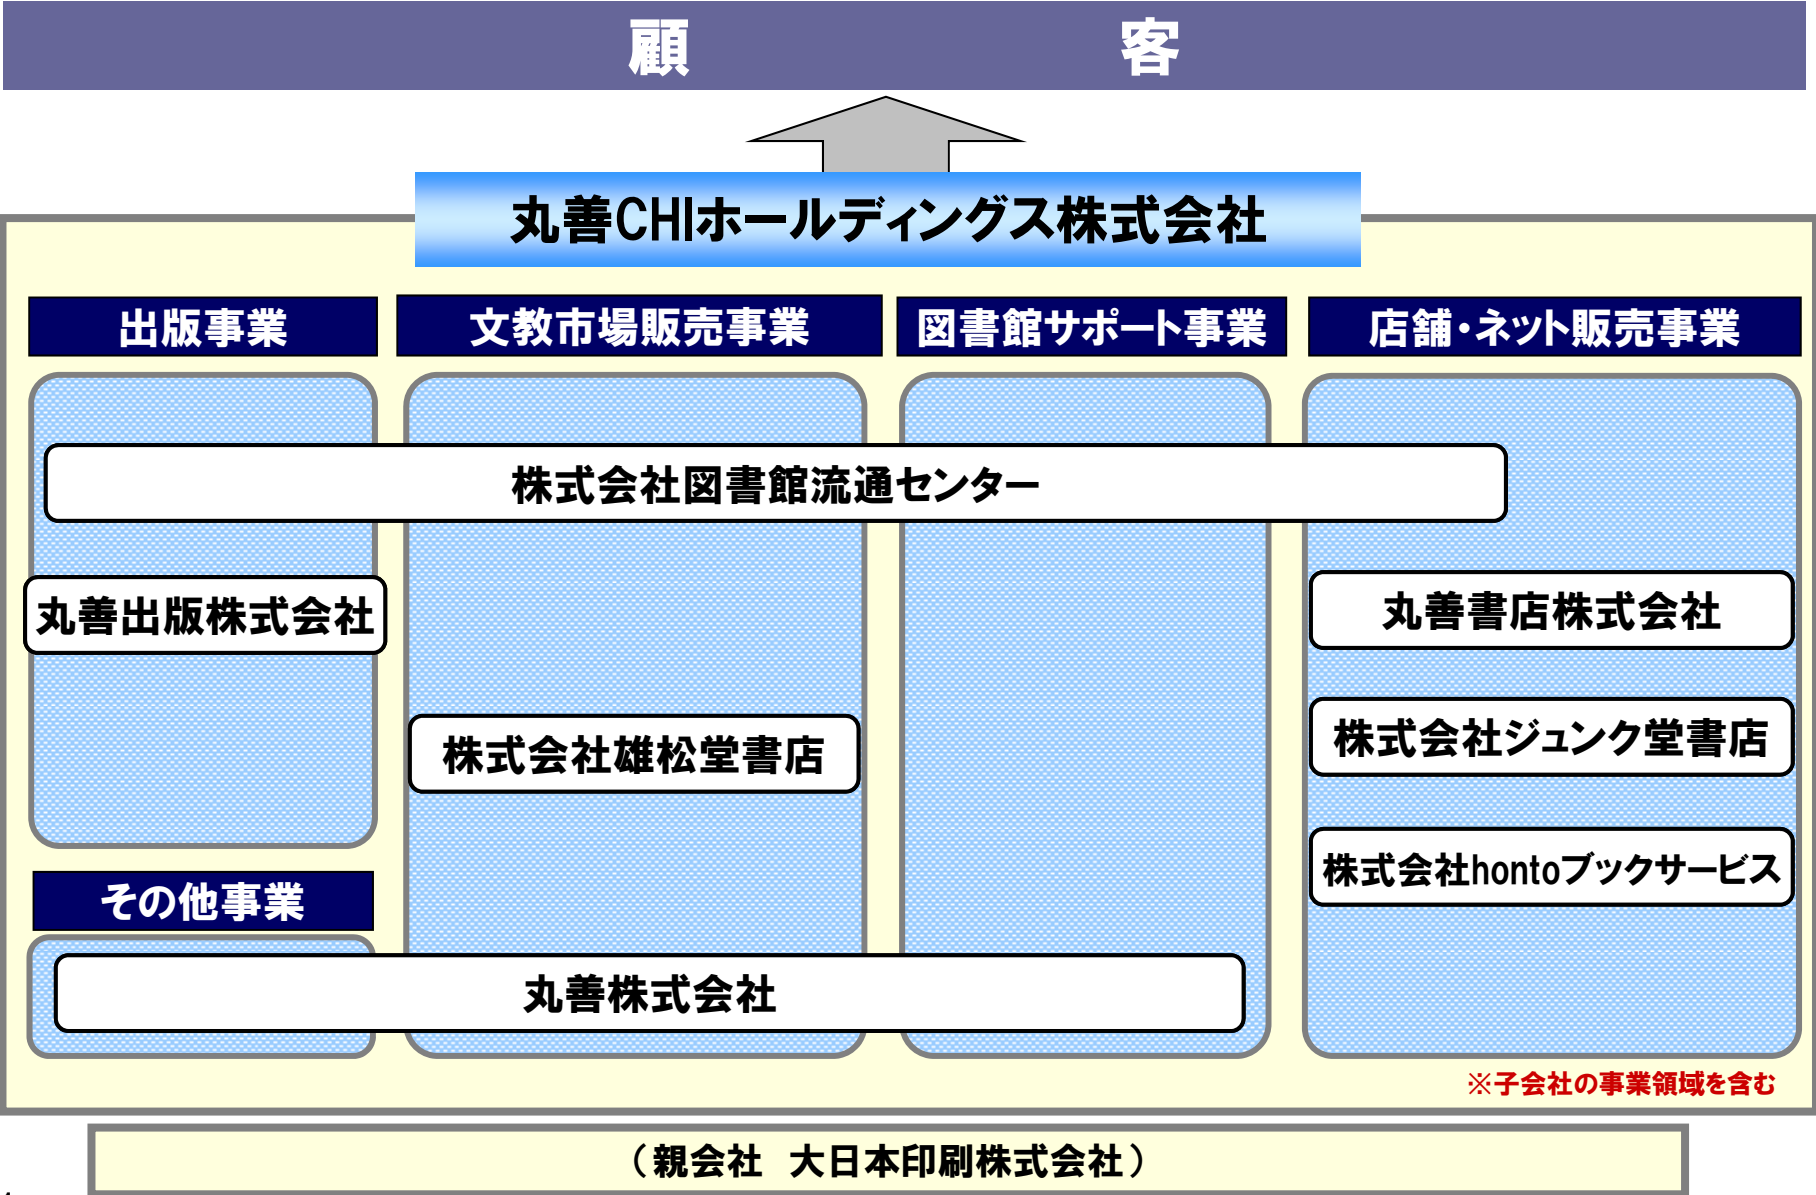 顧 客
丸善CHIホールディングス株式会社
出版事業
文教市場販売事業
図書館サポート事業
店舗・ネット販売事業
株式会社図書館流通センター
丸善出版株式会社
丸善書店株式会社
株式会社雄松堂書店
株式会社ジュンク堂書店
株式会社hontoブックサービス
その他事業
丸善株式会社
※子会社の事業領域を含む
（親会社 大日本印刷株式会社）